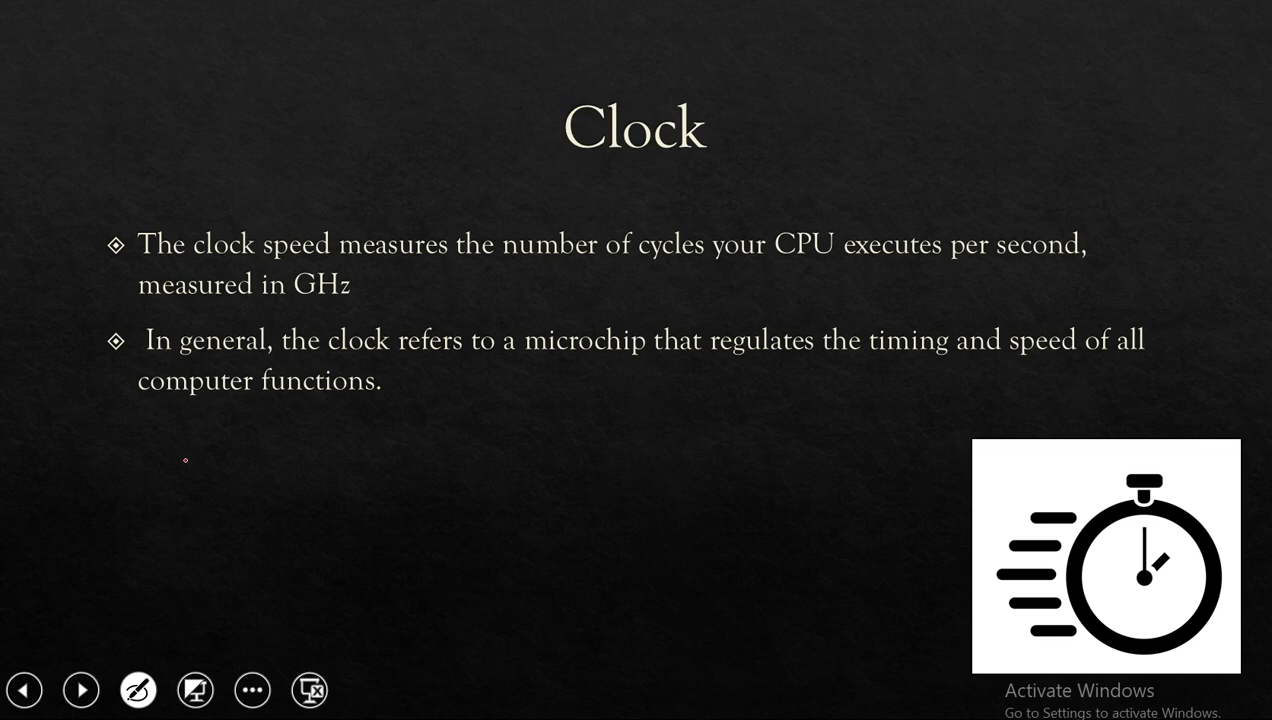 Clock
The clock speed measures the number of cycles your CPU executes per second,
measured in GHz
In general, the clock refers to a microchip that regulates the timing and speed of all
computer functions.
Activate Windows
Go to Settings to activate Windows.